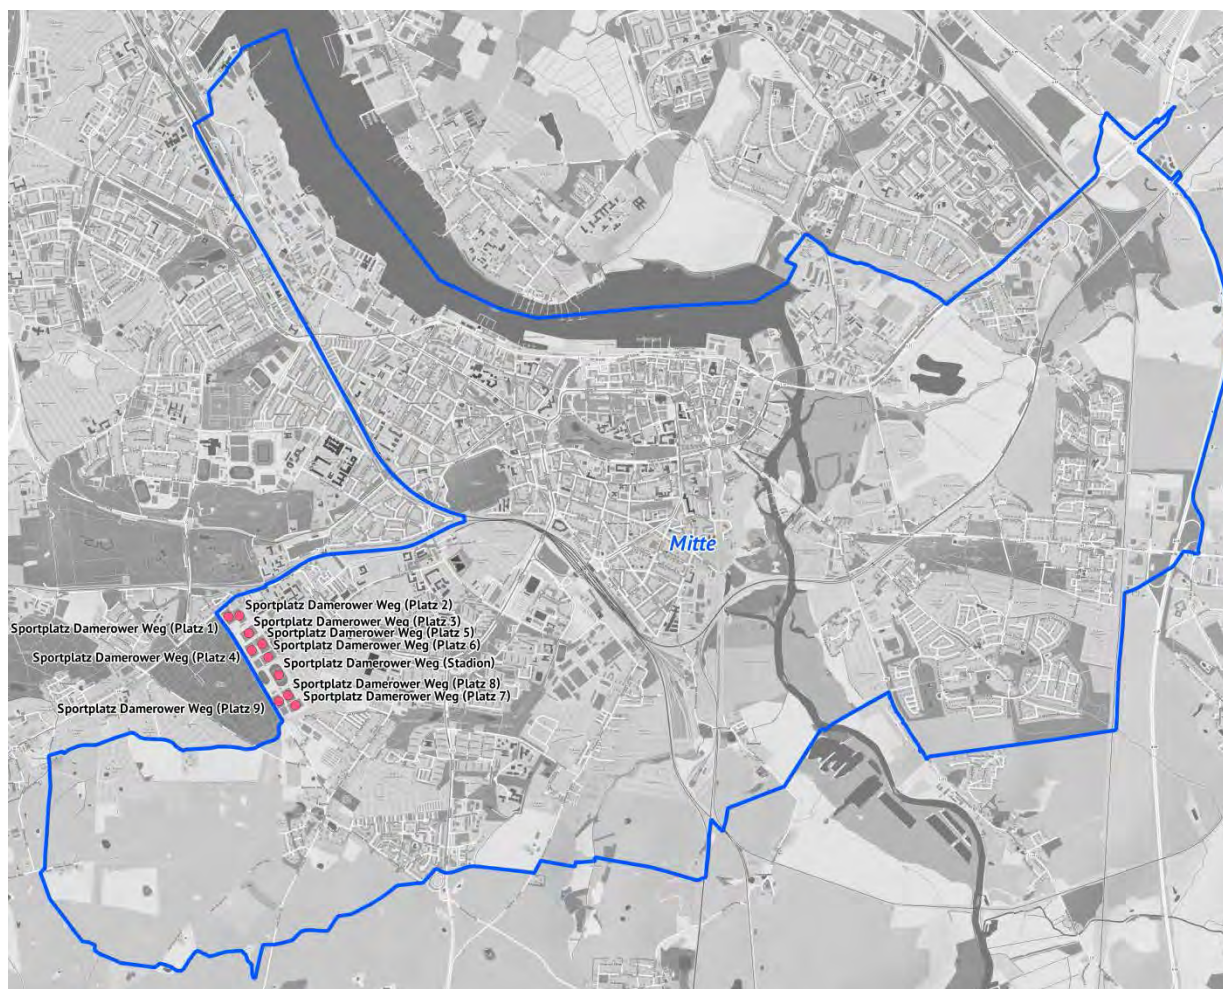 Mitte
Sportplatz Damerower Weg (Platz 2)
Sportplatz Damerower Weg (Platz 3)
Sportplatz Damerower Weg (Platz 1)
Sportplatz Damerower Weg (Platz 5)
Sportplatz Damerower Weg (Platz 6)
Sportplatz Damerower Weg (Platz 4)
Sportplatz Damerower Weg (Stadion)
Sportplatz Damerower Weg (Platz 8)
Sportplatz Damerower Weg (Platz 7)
Sportplatz Damerower Weg (Platz 9)